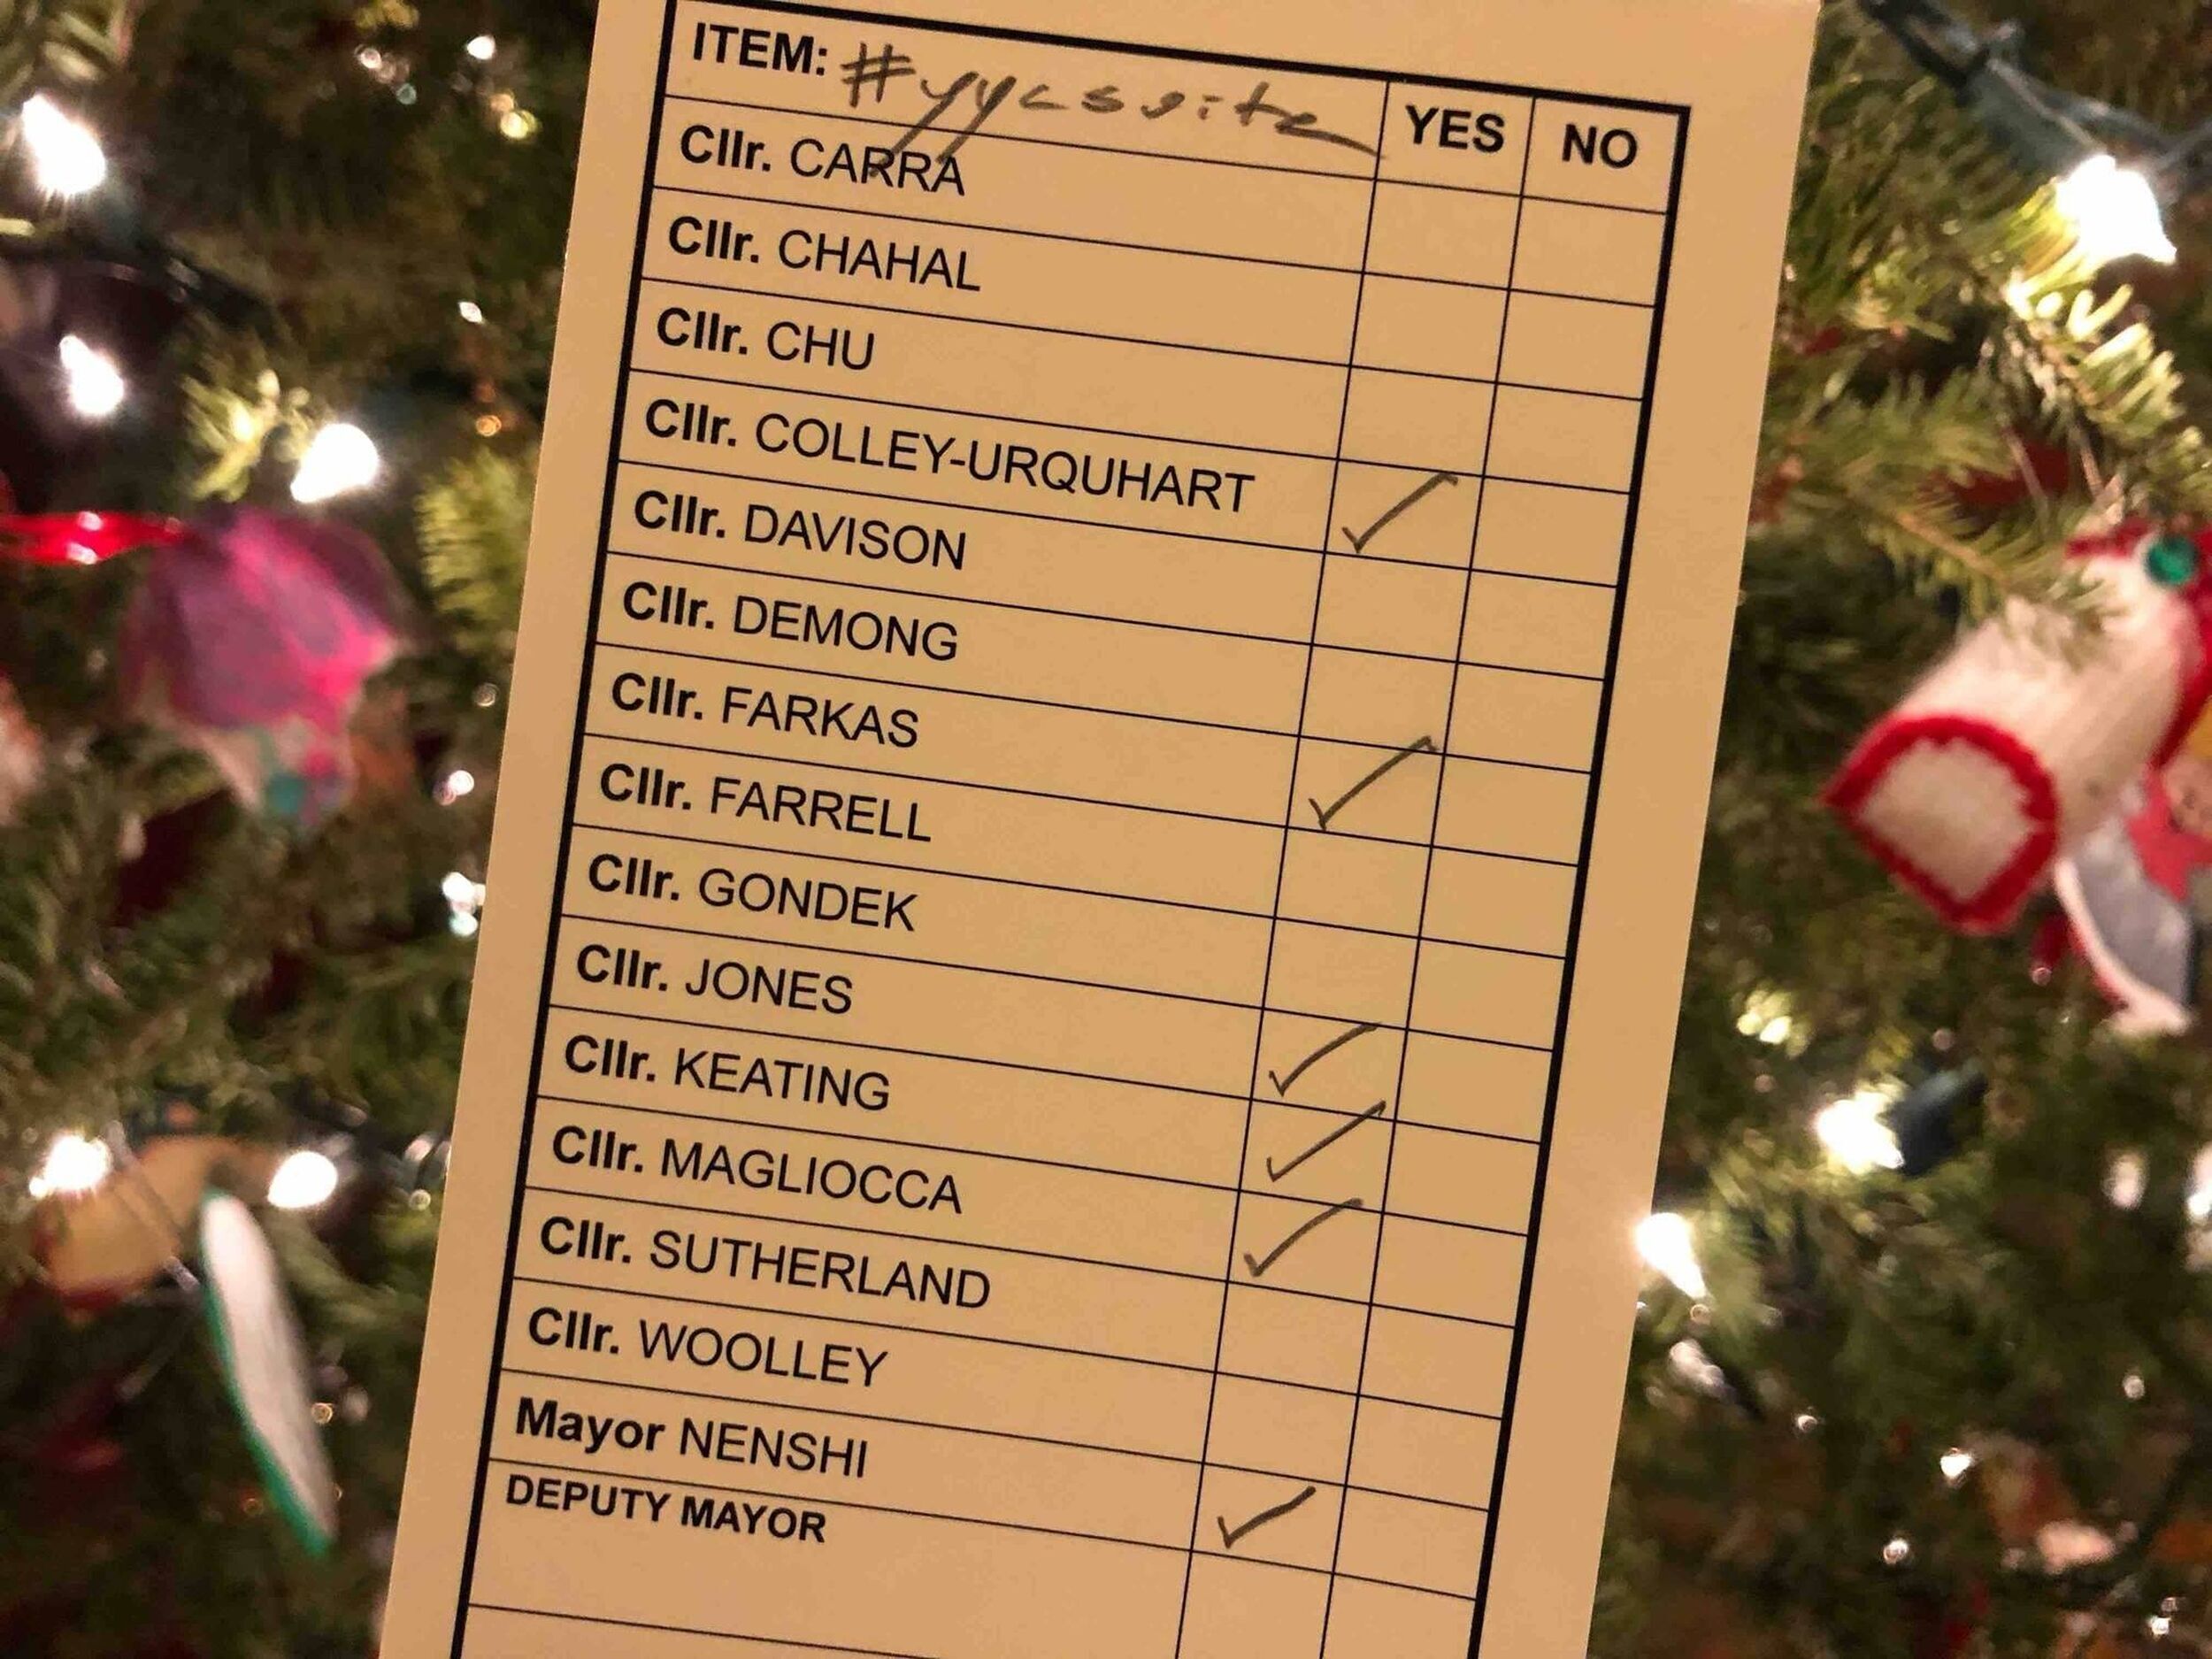 ITEM: #yycsuite YES NO
Cllr. CARRA
Cllr. CHAHAL
Cllr. CHU
Cllr. COLLEY-URQUHART ✓
Cllr. DAVISON
Cllr. DEMONG
Cllr. FARKAS ✓
Cllr. FARRELL
Cllr. GONDEK
Cllr. JONES ✓
Cllr. KEATING ✓
Cllr. MAGLIOCCA ✓
Cllr. SUTHERLAND
Cllr. WOOLLEY
Mayor NENSHI ✓
DEPUTY MAYOR